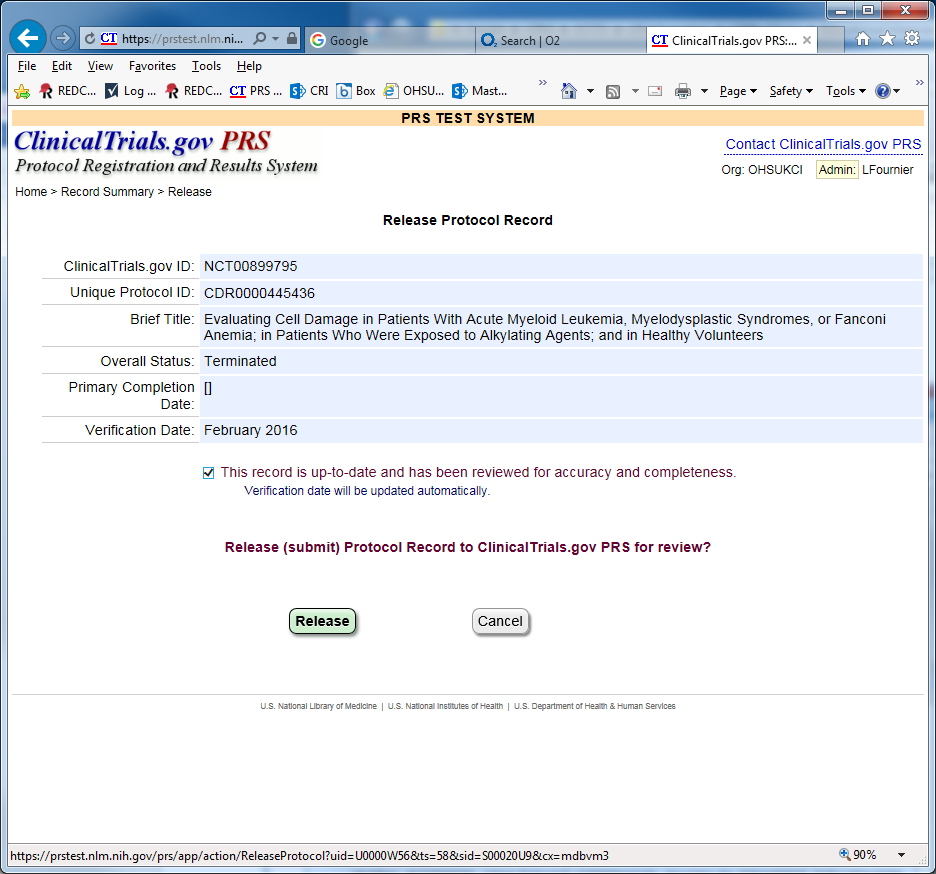 CT https://prstest.nlm.ni...
Google
Search | O2
CT ClinicalTrials.gov PRS:...
File Edit View Favorites Tools Help
REDC... Log ... REDC... CT PRS ... CRI Box OHSU... Mast... Page Safety Tools
PRS TEST SYSTEM
ClinicalTrials.gov PRS
Protocol Registration and Results System
Contact ClinicalTrials.gov PRS
Org: OHSUKCI Admin: LFournier
Home > Record Summary > Release
Release Protocol Record
ClinicalTrials.gov ID: NCT00899795
Unique Protocol ID: CDR0000445436
Brief Title: Evaluating Cell Damage in Patients With Acute Myeloid Leukemia, Myelodysplastic Syndromes, or Fanconi
Anemia; in Patients Who Were Exposed to Alkylating Agents; and in Healthy Volunteers
Overall Status: Terminated
Primary Completion Date: []
Verification Date: February 2016
This record is up-to-date and has been reviewed for accuracy and completeness.
Verification date will be updated automatically.
Release (submit) Protocol Record to ClinicalTrials.gov PRS for review?
Release Cancel
U.S. National Library of Medicine | U.S. National Institutes of Health | U.S. Department of Health & Human Services
https://prstest.nlm.nih.gov/prs/app/action/ReleaseProtocol?uid=U0000W56&ts=58&sid=S00020U9&cx=mdbvm3
90%